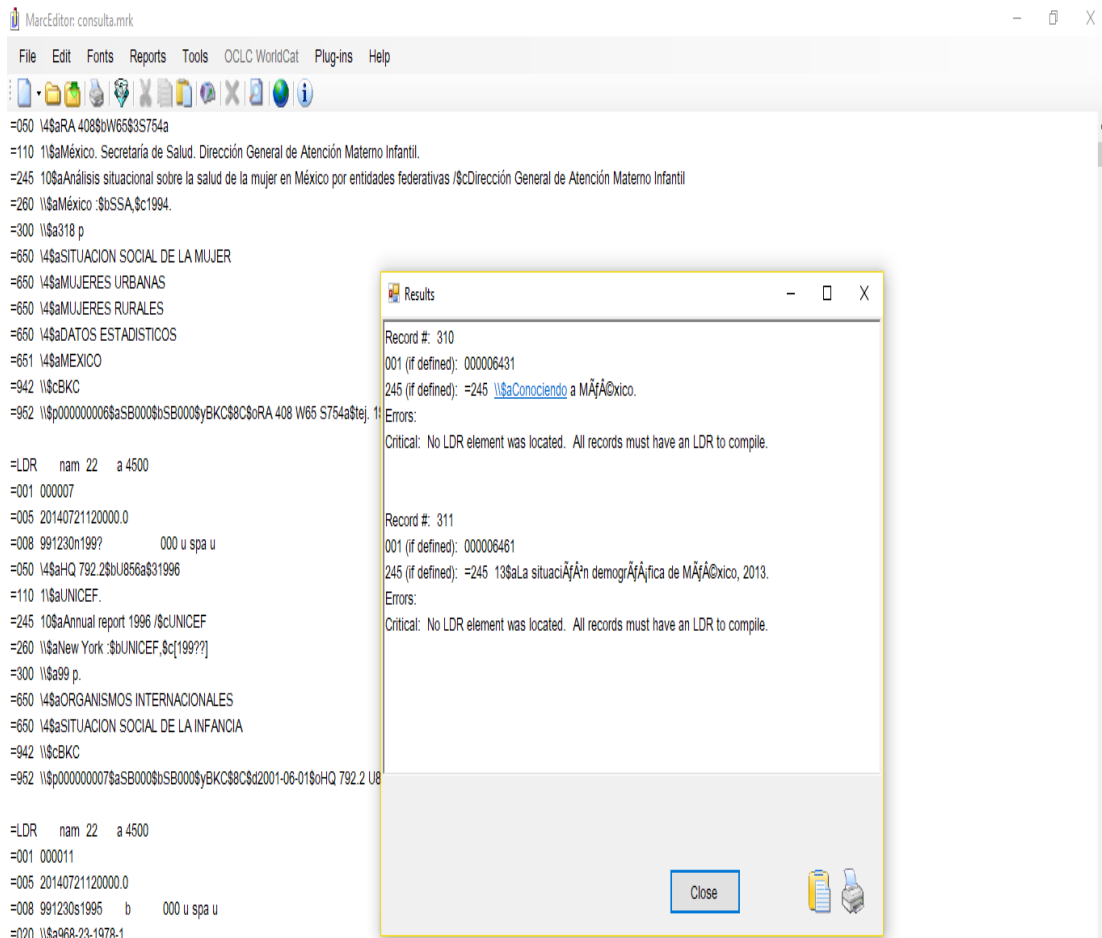 MarcEditor: consulta.mrk
File Edit Fonts Reports Tools OCLC WorldCat Plug-ins Help
=050 \4$aRA 408$bW65$3S754a
=110 1\$aMéxico. Secretaría de Salud. Dirección General de Atención Materno Infantil.
=245 10$aAnálisis situacional sobre la salud de la mujer en México por entidades federativas /$cDirección General de Atención Materno Infantil
=260 \\$aMéxico :$bSSA,$c1994.
=300 \\$a318 p
=650 \4$aSITUACION SOCIAL DE LA MUJER
=650 \4$aMUJERES URBANAS
=650 \4$aMUJERES RURALES
=650 \4$aDATOS ESTADISTICOS
=651 \4$aMEXICO
=942 \\$cBKC
=952 \\$p000000006$aSB000$bSB000$yBKC$8C$oRA 408 W65 S754a$tej. 1$
=LDR nam 22 a 4500
=001 000007
=005 20140721120000.0
=008 991230n199? 000 u spa u
=050 \4$aHQ 792.2$bU856a$31996
=110 1\$aUNICEF.
=245 10$aAnnual report 1996 /$cUNICEF
=260 \\$aNew York :$bUNICEF,$c[199??]
=300 \\$a99 p.
=650 \4$aORGANISMOS INTERNACIONALES
=650 \4$aSITUACION SOCIAL DE LA INFANCIA
=942 \\$cBKC
=952 \\$p000000007$aSB000$bSB000$yBKC$8C$d2001-06-01$oHQ 792.2 U8
=LDR nam 22 a 4500
=001 000011
=005 20140721120000.0
=008 991230s1995 b 000 u spa u
=020 \\$a968-23-1978-1
Results
Record #: 310
001 (if defined): 000006431
245 (if defined): =245 \\$aConociendo a MÃƒÂ©xico.
Errors:
Critical: No LDR element was located. All records must have an LDR to compile.
Record #: 311
001 (if defined): 000006461
245 (if defined): =245 13$aLa situaciÃƒÂ³n demogrÃƒÂ¡fica de MÃƒÂ©xico, 2013.
Errors:
Critical: No LDR element was located. All records must have an LDR to compile.
Close